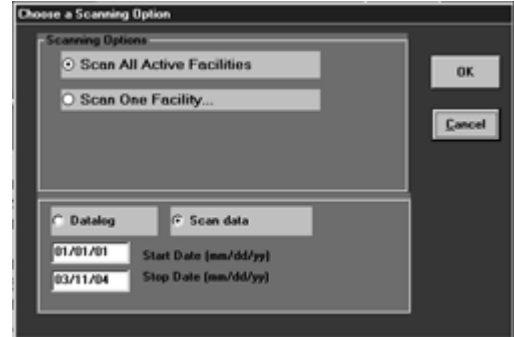 Choose a Scanning Option
Scanning Options
Scan All Active Facilities
OK
Scan One Facility...
Cancel
Datalog
Scan data
01/01/01
Start Date (mm/dd/yy)
03/11/04
Stop Date (mm/dd/yy)